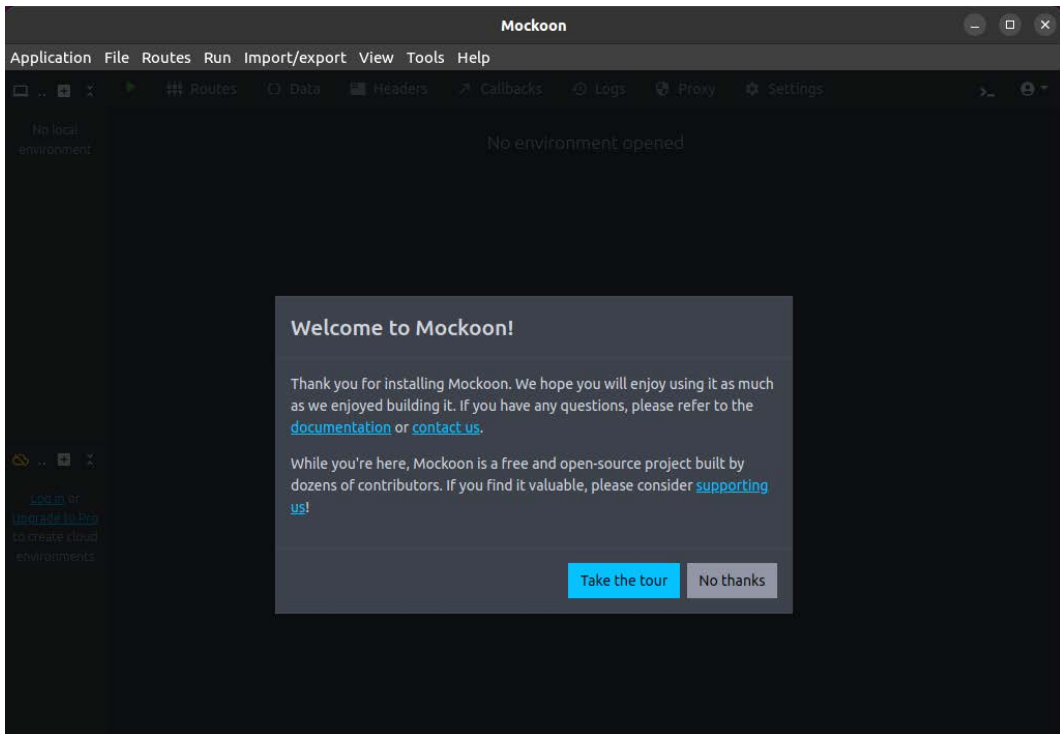 Mockoon
Application File Routes Run Import/export View Tools Help
Routes Data Headers Callbacks Logs Proxy Settings
No local
environment
No environment opened
Welcome to Mockoon!
Thank you for installing Mockoon. We hope you will enjoy using it as much
as we enjoyed building it. If you have any questions, please refer to the
documentation or contact us.
While you're here, Mockoon is a free and open-source project built by
dozens of contributors. If you find it valuable, please consider supporting
us!
Take the tour No thanks
Log in or
Upgrade to Pro
to create cloud
environments